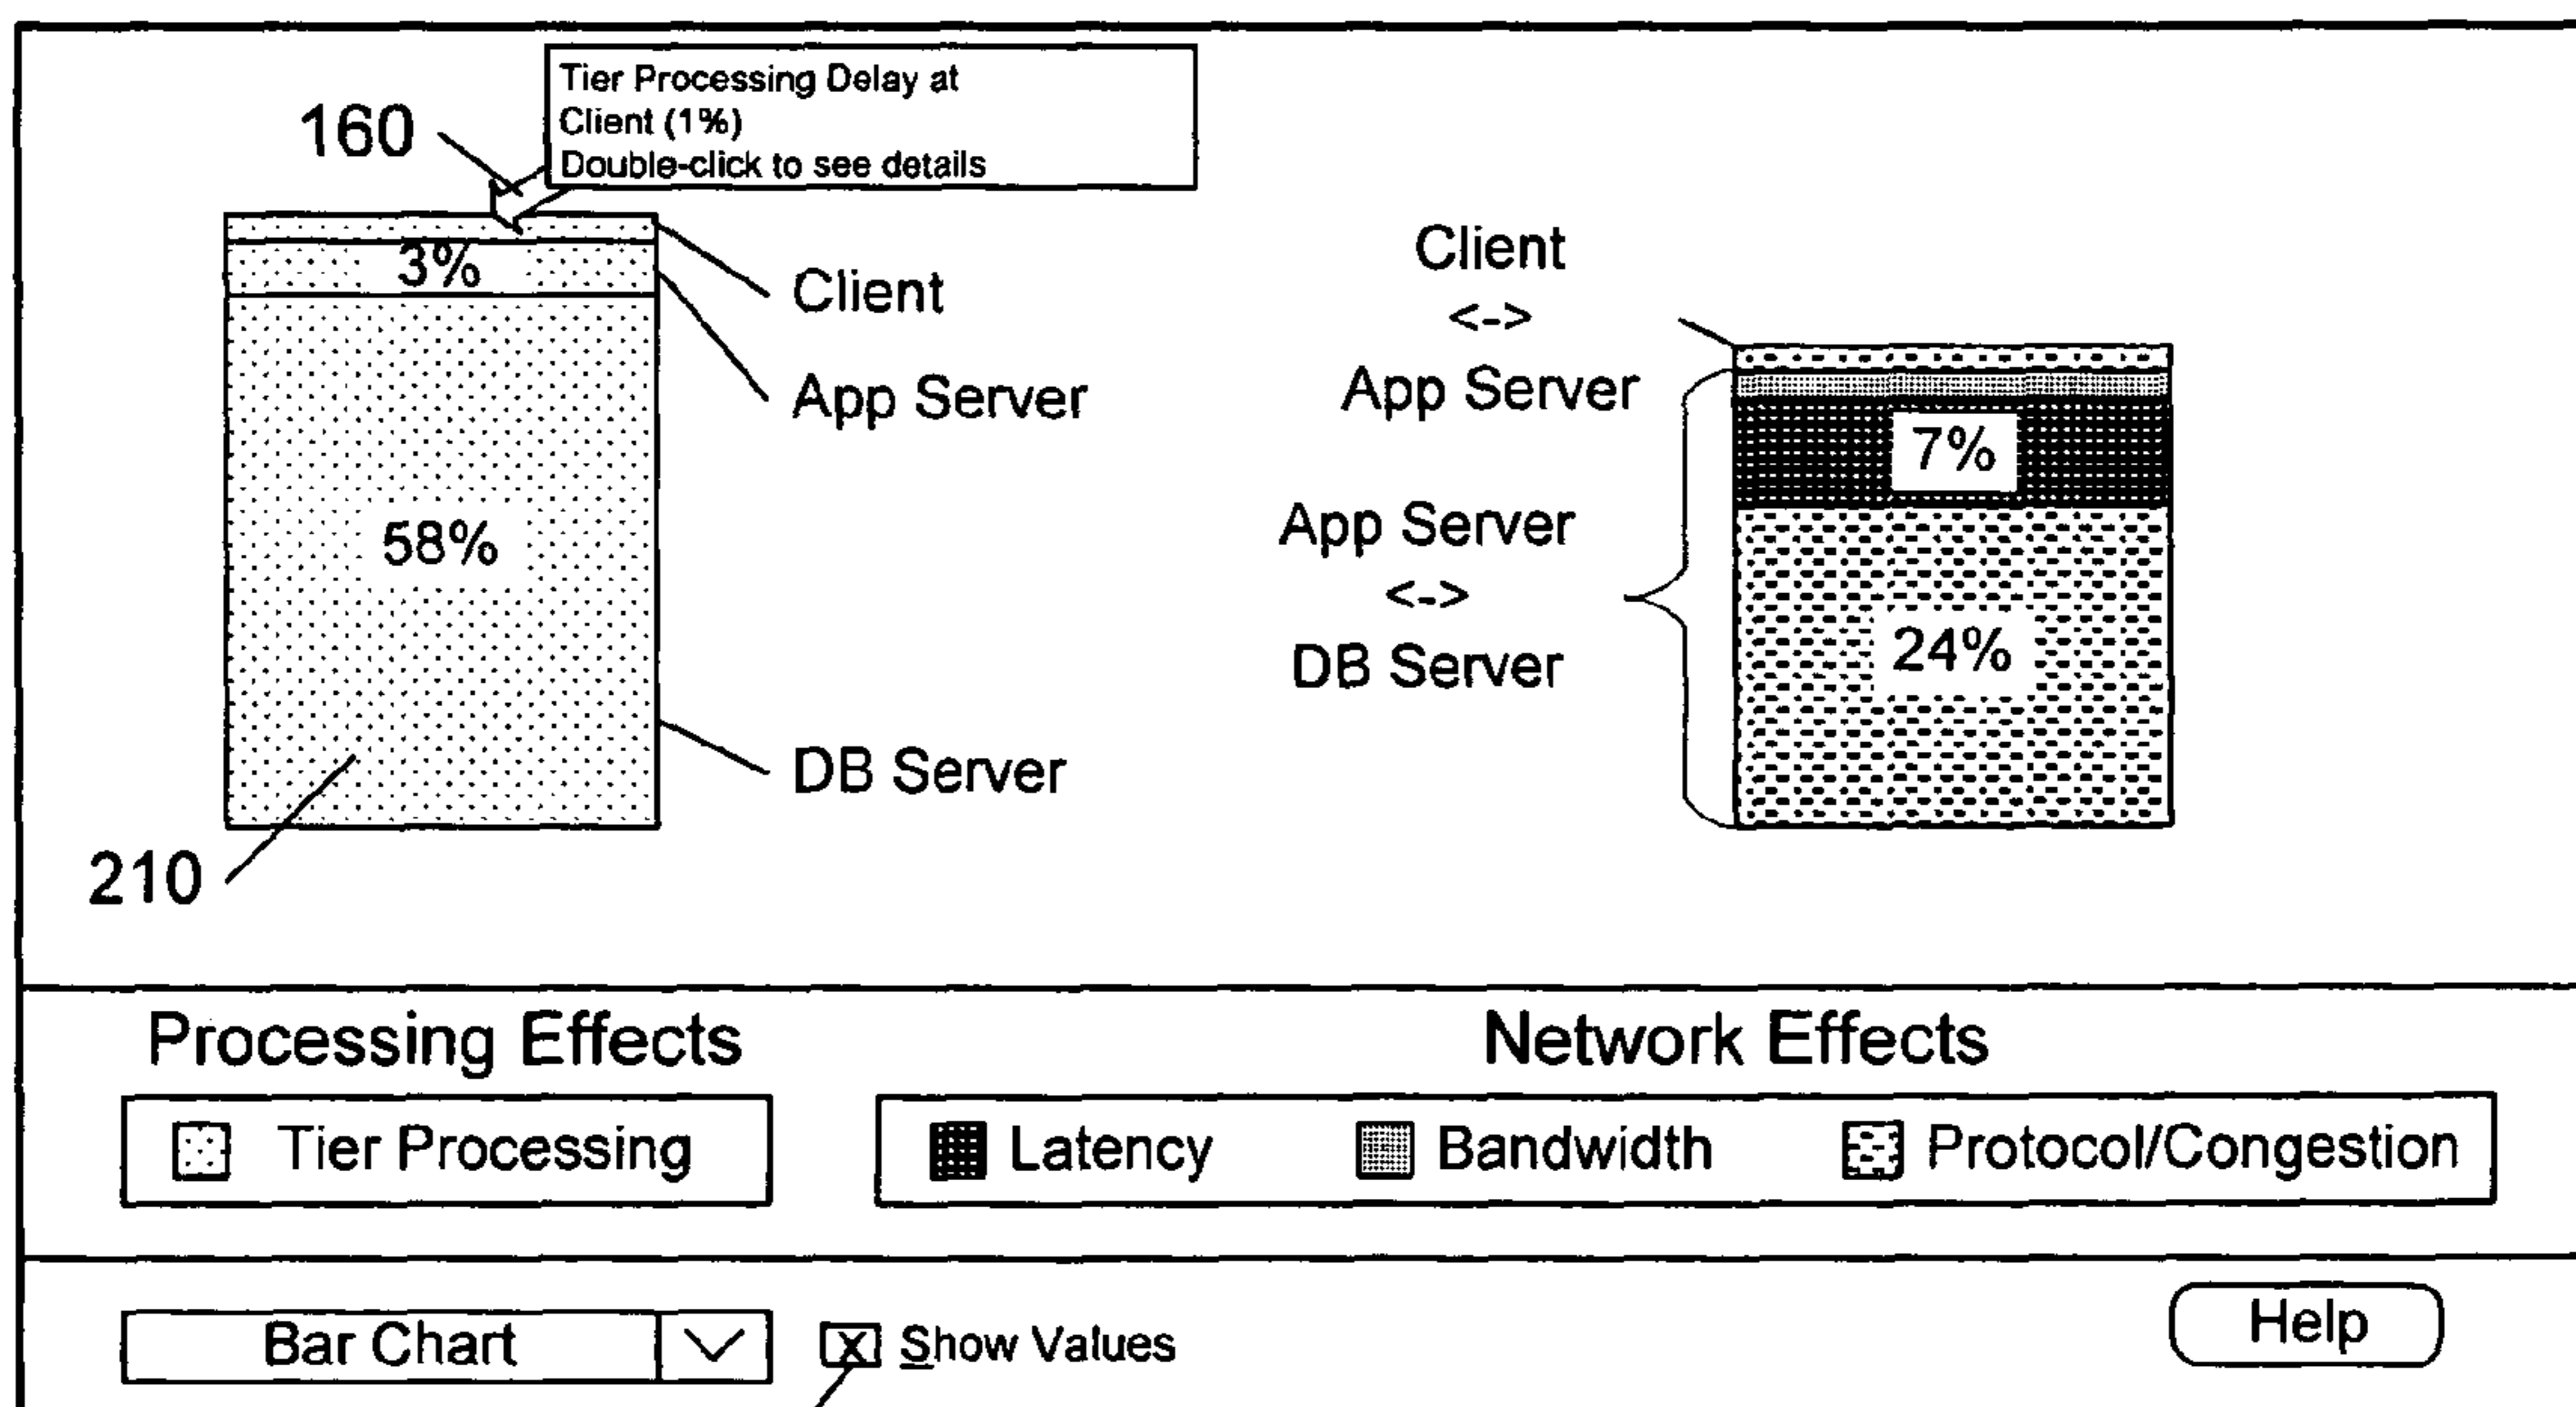 Tier Processing Delay at
Client (1%)
Double-click to see details
160
3%
Client
App Server
58%
DB Server
210
Client
<->
App Server
App Server
<->
DB Server
7%
24%
Processing Effects
Network Effects
Tier Processing
Latency
Bandwidth
Protocol/Congestion
Bar Chart
X
Show Values
Help